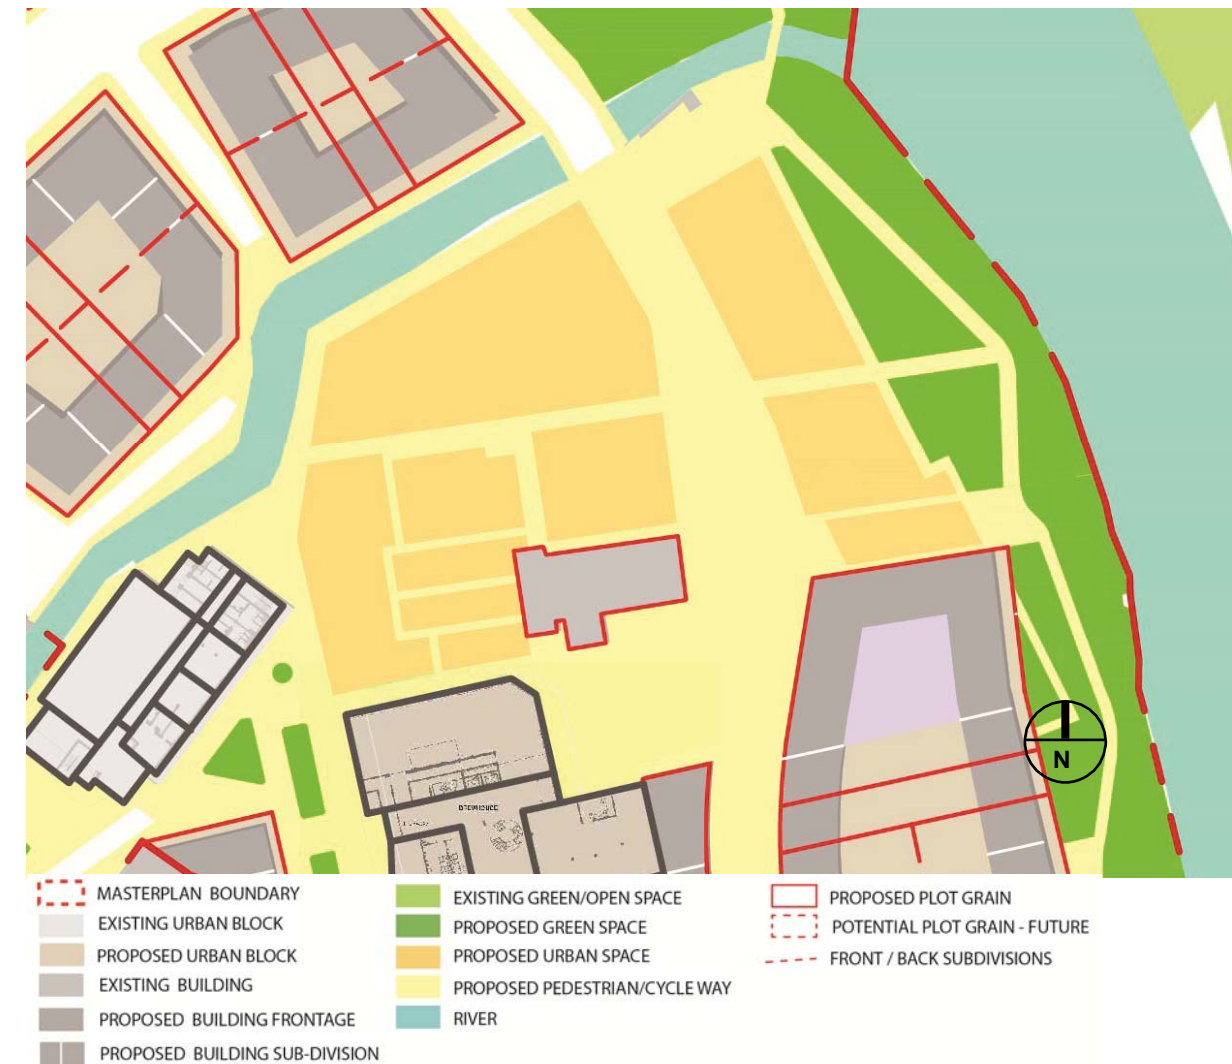 N
BREWHOUSE
MASTERPLAN BOUNDARY
EXISTING URBAN BLOCK
PROPOSED URBAN BLOCK
EXISTING BUILDING
PROPOSED BUILDING FRONTAGE
PROPOSED BUILDING SUB-DIVISION
EXISTING GREEN/OPEN SPACE
PROPOSED GREEN SPACE
PROPOSED URBAN SPACE
PROPOSED PEDESTRIAN/CYCLE WAY
RIVER
PROPOSED PLOT GRAIN
POTENTIAL PLOT GRAIN - FUTURE
FRONT / BACK SUBDIVISIONS